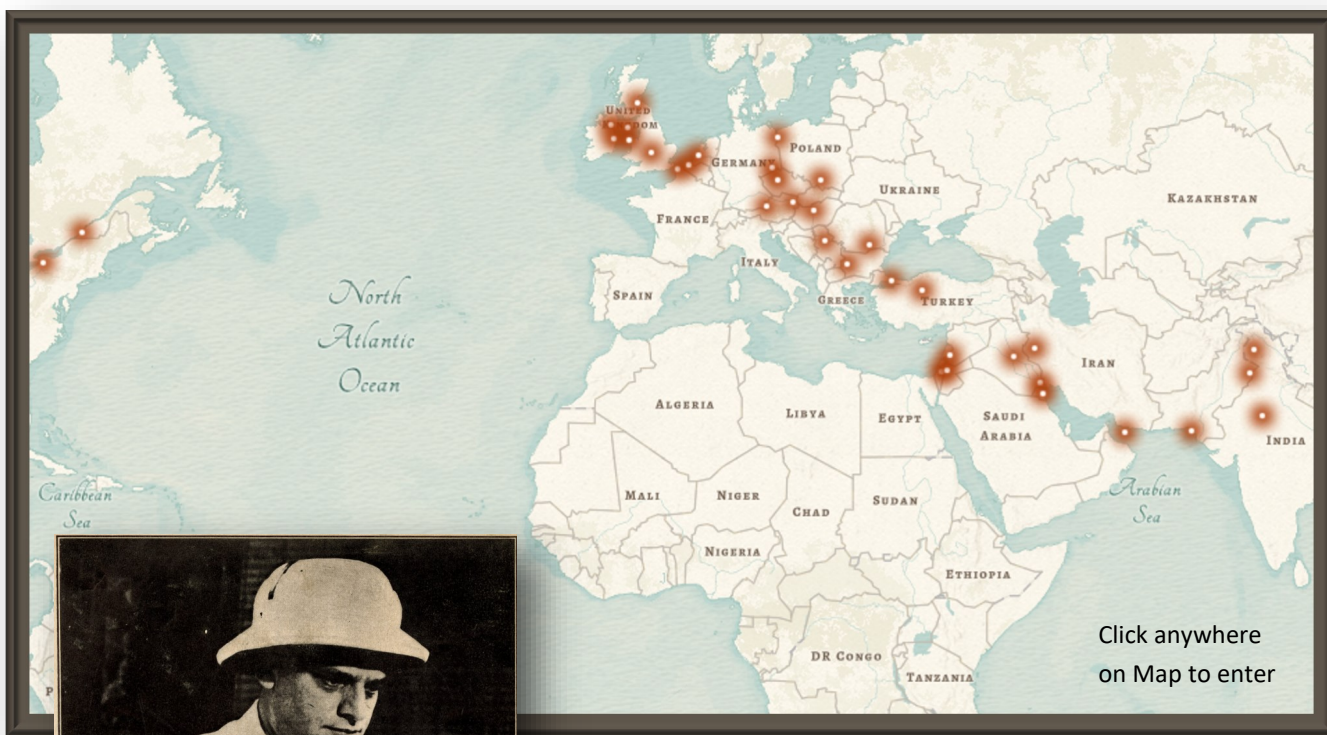 UNITED
KINGDOM
POLAND
GERMANY
UKRAINE
KAZAKHSTAN
FRANCE
ITALY
North
Atlantic
Ocean
SPAIN
GREECE
TURKEY
IRAN
ALGERIA
LIBYA
EGYPT
SAUDI
ARABIA
INDIA
Caribbean
Sea
MALI
NIGER
CHAD
SUDAN
Arabian
Sea
NIGERIA
ETHIOPIA
Click anywhere
on Map to enter
DR CONGO
TANZANIA
P